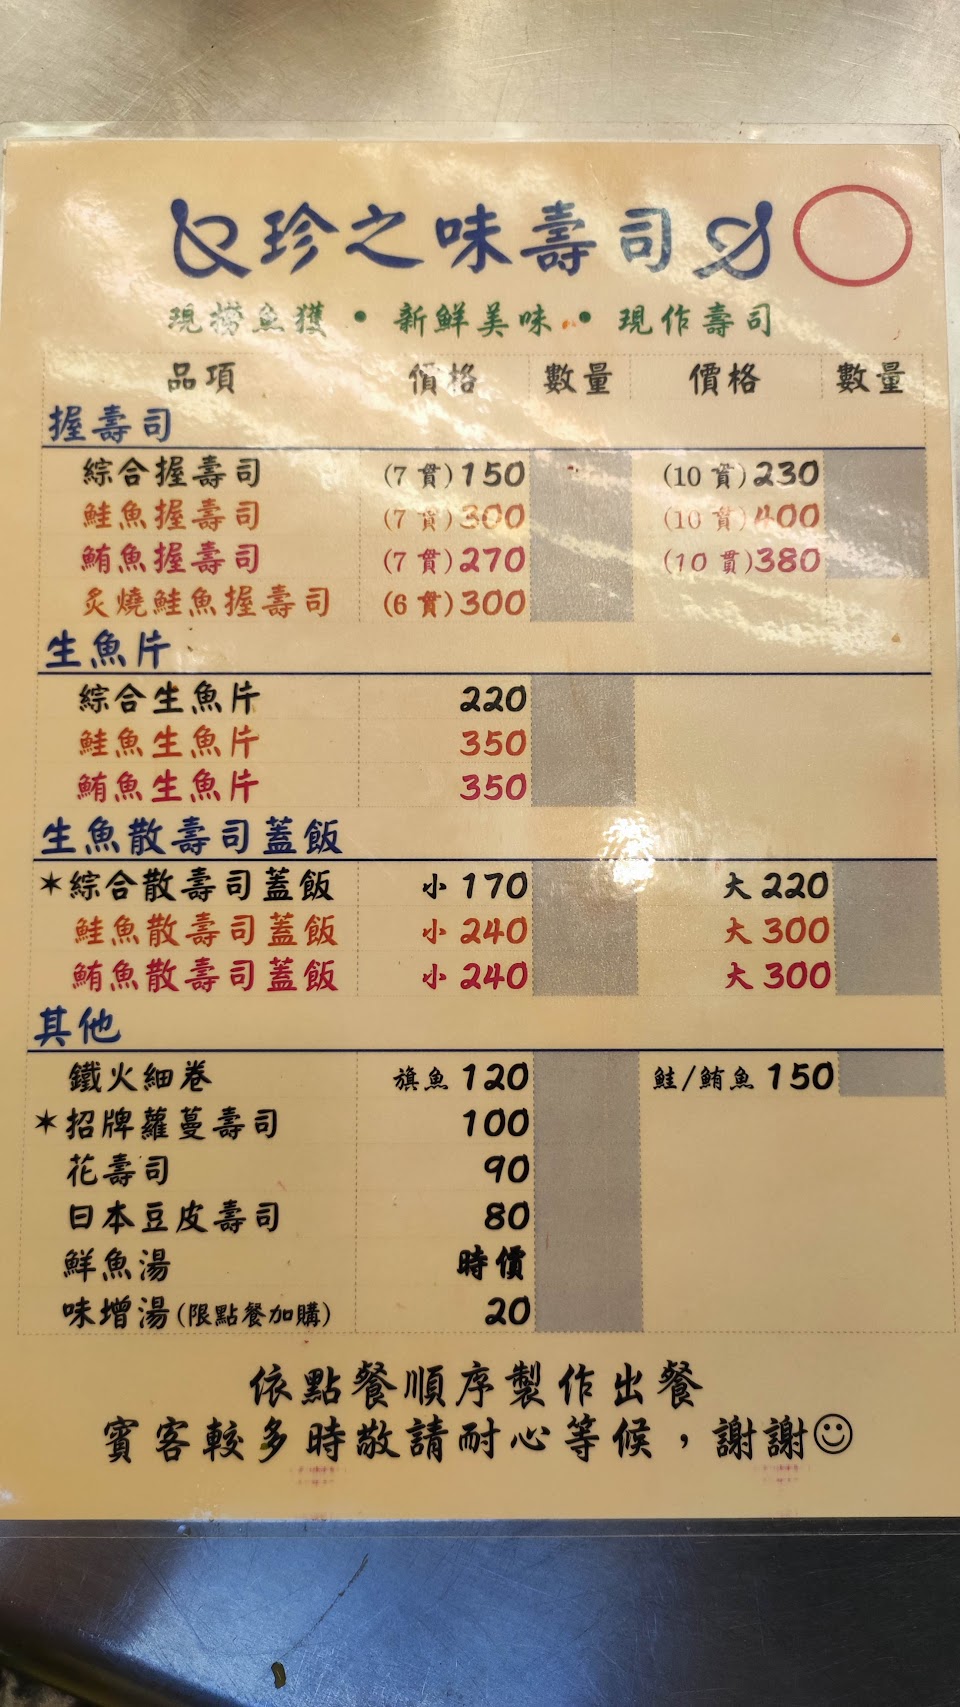 珍之味壽司
現撈魚獲 • 新鮮美味 • 現作壽司
品項 價格 數量 價格 數量
握壽司
綜合握壽司 (7 貫)150 (10 貫)230
鮭魚握壽司 (7 貫)300 (10 貫)400
鮪魚握壽司 (7 貫)270 (10 貫)380
炙燒鮭魚握壽司 (6 貫)300
生魚片
綜合生魚片 220
鮭魚生魚片 350
鮪魚生魚片 350
生魚散壽司蓋飯
✶綜合散壽司蓋飯 小 170 大 220
鮭魚散壽司蓋飯 小 240 大 300
鮪魚散壽司蓋飯 小 240 大 300
其他
鐵火細卷 旗魚 120 鮭/鮪魚 150
✶招牌蘿蔓壽司 100
花壽司 90
日本豆皮壽司 80
鮮魚湯 時價
味增湯(限點餐加購) 20
依點餐順序製作出餐
賓客較多時敬請耐心等候，謝謝☺